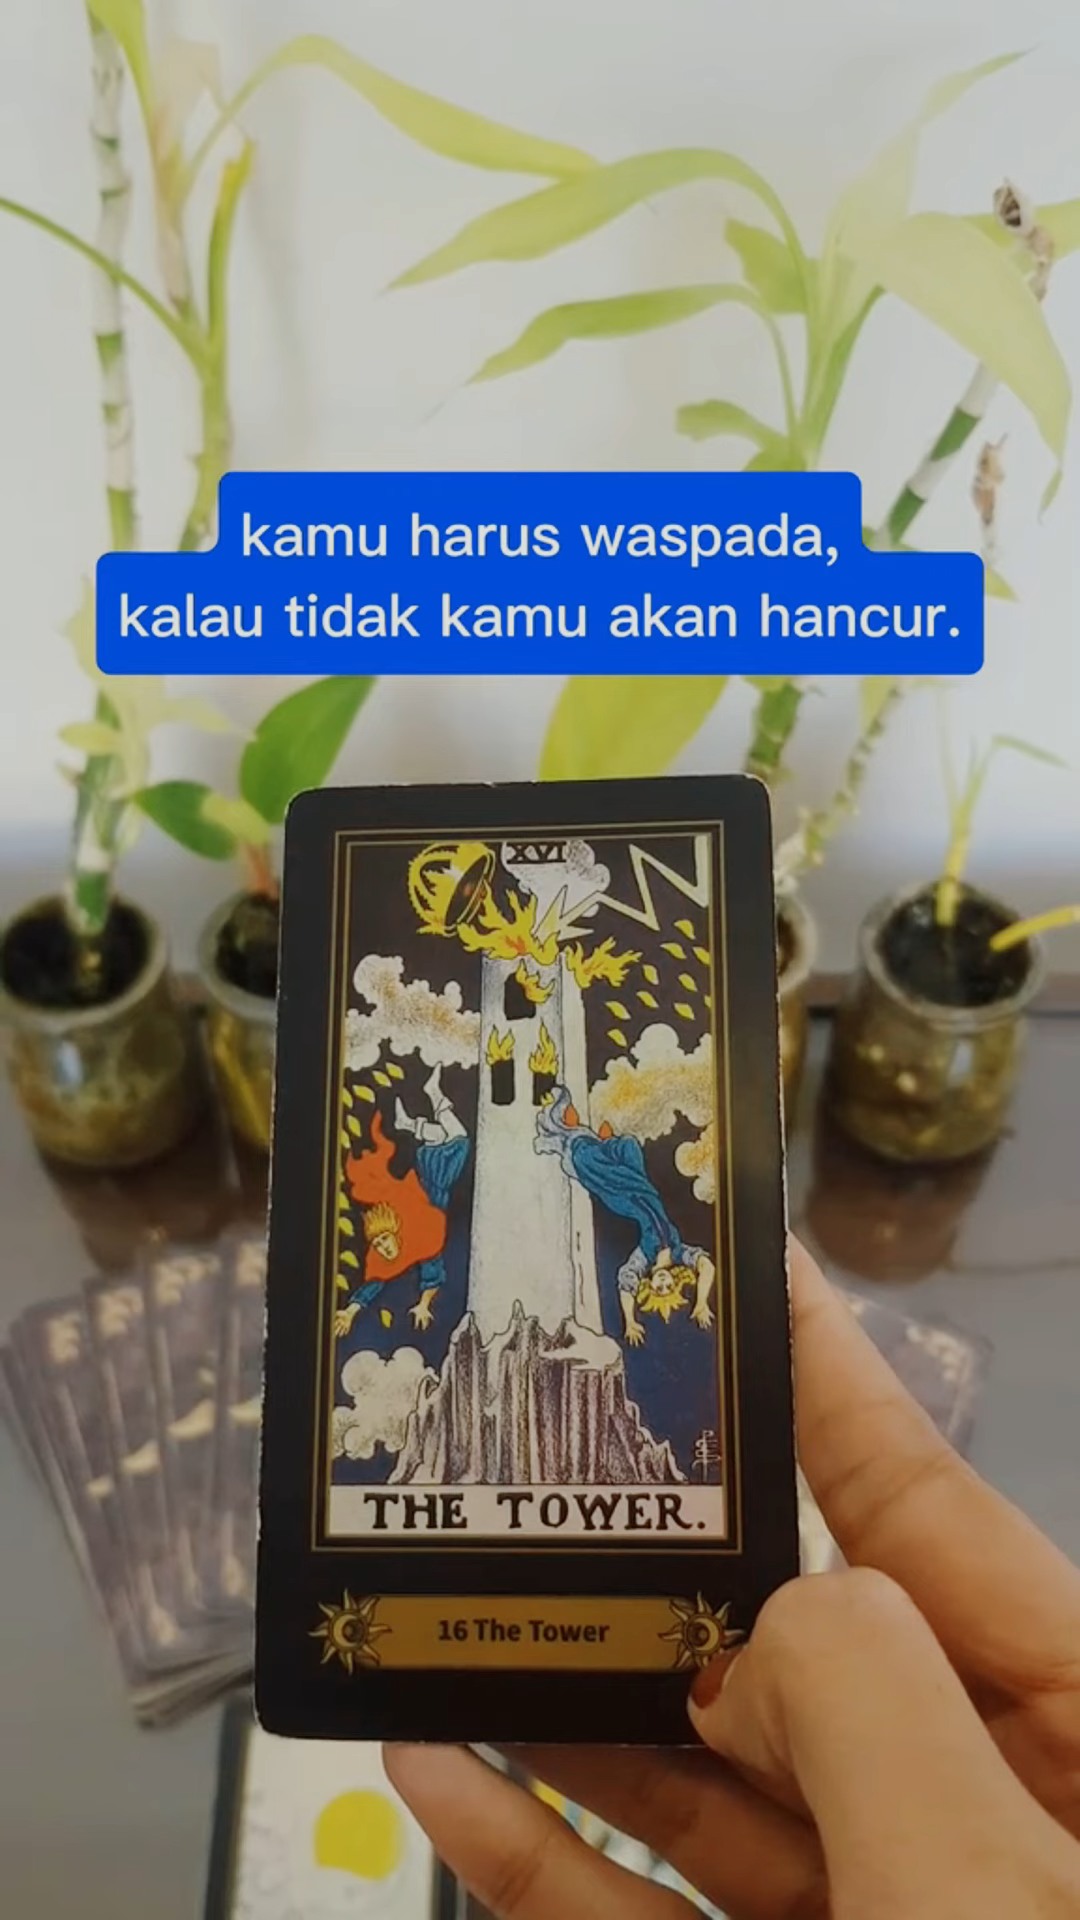 kamu harus waspada,
kalau tidak kamu akan hancur.
XVI
THE TOWER.
16 The Tower